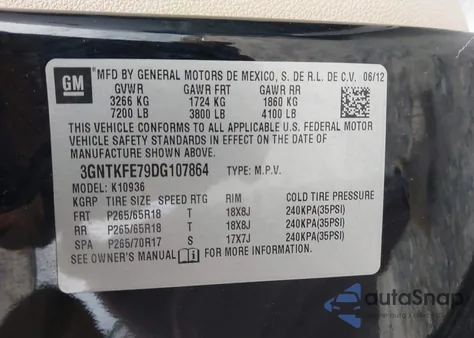 GM MFD BY GENERAL MOTORS DE MEXICO, S. DE R.L. DE C.V. 06/12
GVWR GAWR FRT GAWR RR
3266 KG 1724 KG 1860 KG
7200 LB 3800 LB 4100 LB
THIS VEHICLE CONFORMS TO ALL APPLICABLE U.S. FEDERAL MOTOR
VEHICLE SAFETY STANDARDS IN EFFECT ON THE DATE OF
MANUFACTURE SHOWN ABOVE.
3GNTKFE79DG107864 TYPE: M.P.V.
MODEL: K10936
KGRP TIRE SIZE SPEED RTG RIM COLD TIRE PRESSURE
FRT P265/65R18 T 18X8J 240KPA(35PSI)
RR P265/65R18 T 18X8J 240KPA(35PSI)
SPA P265/70R17 S 17X7J 240KPA(35PSI)
SEE OWNER'S MANUAL FOR MORE INFORMATION.
autoSnap